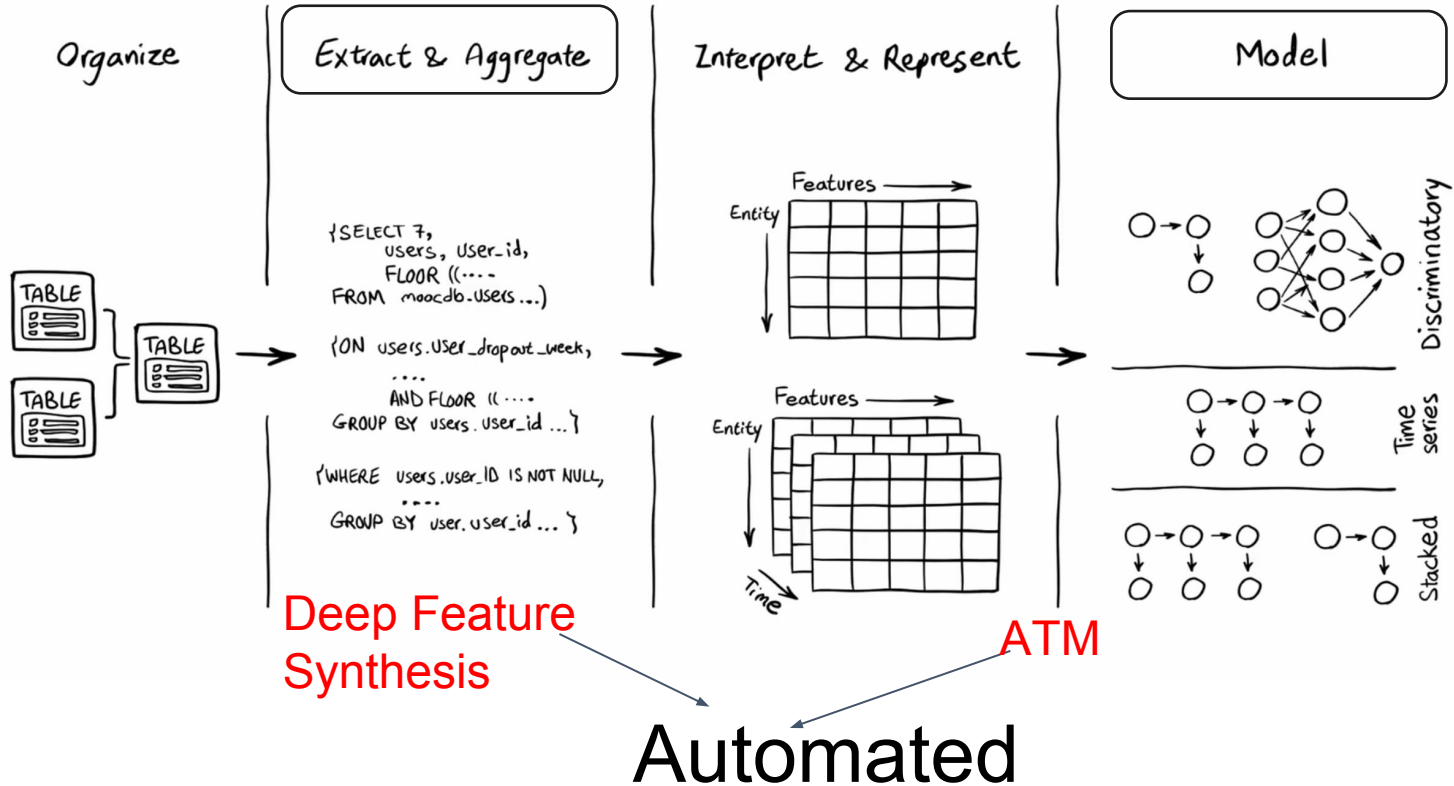 Organize
Extract & Aggregate
Interpret & Represent
Model
TABLE
TABLE
TABLE
{SELECT 7,
users, user_id,
FLOOR ((....
FROM moocdb.users...)
{ON users.user_dropout_week,
....
AND FLOOR ((....
GROUP BY users.user_id ...}
{WHERE users.user_ID IS NOT NULL,
....
GROUP BY user.user_id ... }
Features
Entity
Features
Entity
Time
Discriminatory
Time
series
Stacked
Deep Feature
Synthesis
ATM
Automated